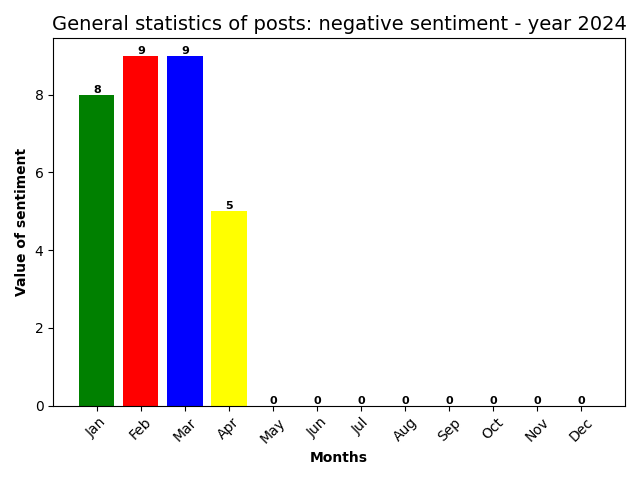 General statistics of posts: negative sentiment - year 2024
9 9
8
5
0 0 0 0 0 0 0 0
8
6
4
2
0
Value of sentiment
Jan Feb Mar Apr May Jun Jul Aug Sep Oct Nov Dec
Months